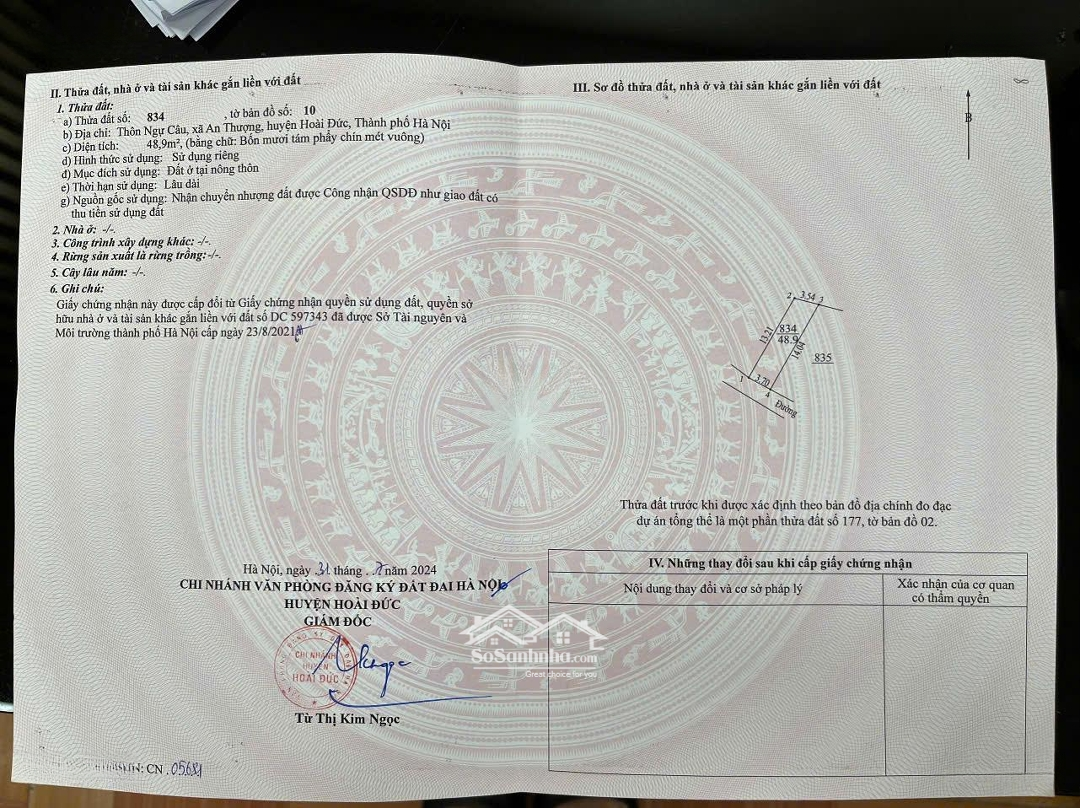 II. Thửa đất, nhà ở và tài sản khác gắn liền với đất
1. Thửa đất:
a) Thửa đất số: 834 , tờ bản đồ số: 10
b) Địa chỉ: Thôn Ngự Câu, xã An Thượng, huyện Hoài Đức, Thành phố Hà Nội
c) Diện tích: 48,9m², (bằng chữ: Bốn mươi tám phẩy chín mét vuông)
d) Hình thức sử dụng: Sử dụng riêng
đ) Mục đích sử dụng: Đất ở tại nông thôn
e) Thời hạn sử dụng: Lâu dài
g) Nguồn gốc sử dụng: Nhận chuyển nhượng đất được Công nhận QSDĐ như giao đất có
thu tiền sử dụng đất
2. Nhà ở: -/-.
3. Công trình xây dựng khác: -/-.
4. Rừng sản xuất là rừng trồng: -/-.
5. Cây lâu năm: -/-.
6. Ghi chú:
Giấy chứng nhận này được cấp đổi từ Giấy chứng nhận quyền sử dụng đất, quyền sở
hữu nhà ở và tài sản khác gắn liền với đất số DC 597343 đã được Sở Tài nguyên và
Môi trường thành phố Hà Nội cấp ngày 23/8/2021
Hà Nội, ngày 31 tháng .7 năm 2024
CHI NHÁNH VĂN PHÒNG ĐĂNG KÝ ĐẤT ĐAI HÀ NỘI
HUYỆN HOÀI ĐỨC
GIÁM ĐỐC
CHI NHÁNH
HUYỆN
HOÀI ĐỨC
Từ Thị Kim Ngọc
CN .05681
III. Sơ đồ thửa đất, nhà ở và tài sản khác gắn liền với đất
B
2 3.54 3
13.21
834
48.9
14.04
835
1 3.70 4
Đường
Thửa đất trước khi được xác định theo bản đồ địa chính đo đạc
dự án tổng thể là một phần thửa đất số 177, tờ bản đồ 02.
IV. Những thay đổi sau khi cấp giấy chứng nhận
Nội dung thay đổi và cơ sở pháp lý
Xác nhận của cơ quan
có thẩm quyền
SoSanhnha.com
Great choice for you